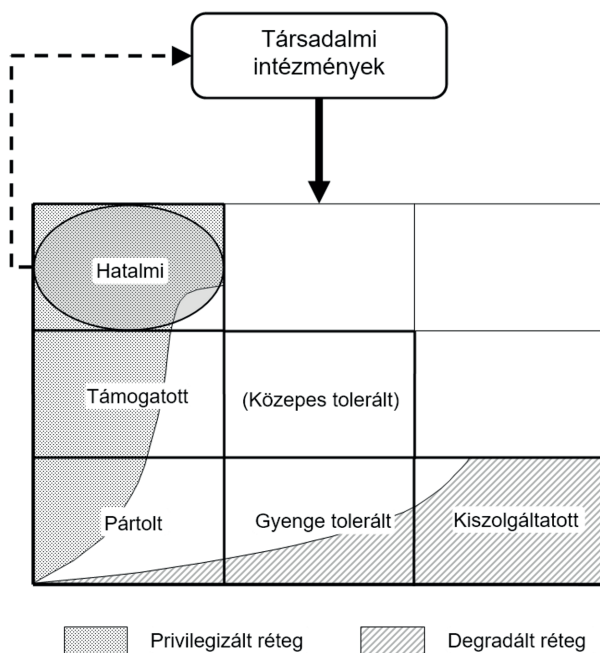 Társadalmi
intézmények
Hatalmi
Támogatott
(Közepes tolerált)
Pártolt
Gyenge tolerált
Kiszolgáltatott
Privilegizált réteg
Degradált réteg